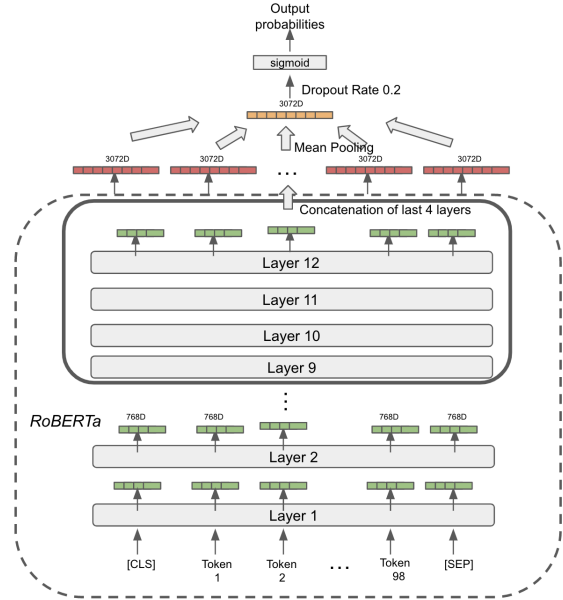 Output
probabilities
sigmoid
Dropout Rate 0.2
3072D
Mean Pooling
3072D 3072D ... 3072D 3072D
Concatenation of last 4 layers
Layer 12
Layer 11
Layer 10
Layer 9
...
RoBERTa
768D 768D 768D 768D
Layer 2
Layer 1
[CLS] Token 1 Token 2 ... Token 98 [SEP]